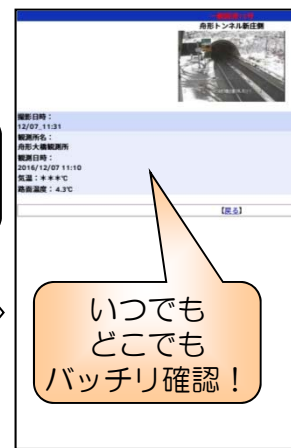 舟形トンネル新庄側
撮影日時：
12/07 11:31
観測所名：
舟形大橋観測所
観測日時：
2016/12/07 11:10
気温：＊＊＊℃
路面温度：4.3℃
【戻る】
いつでも
どこでも
バッチリ確認！